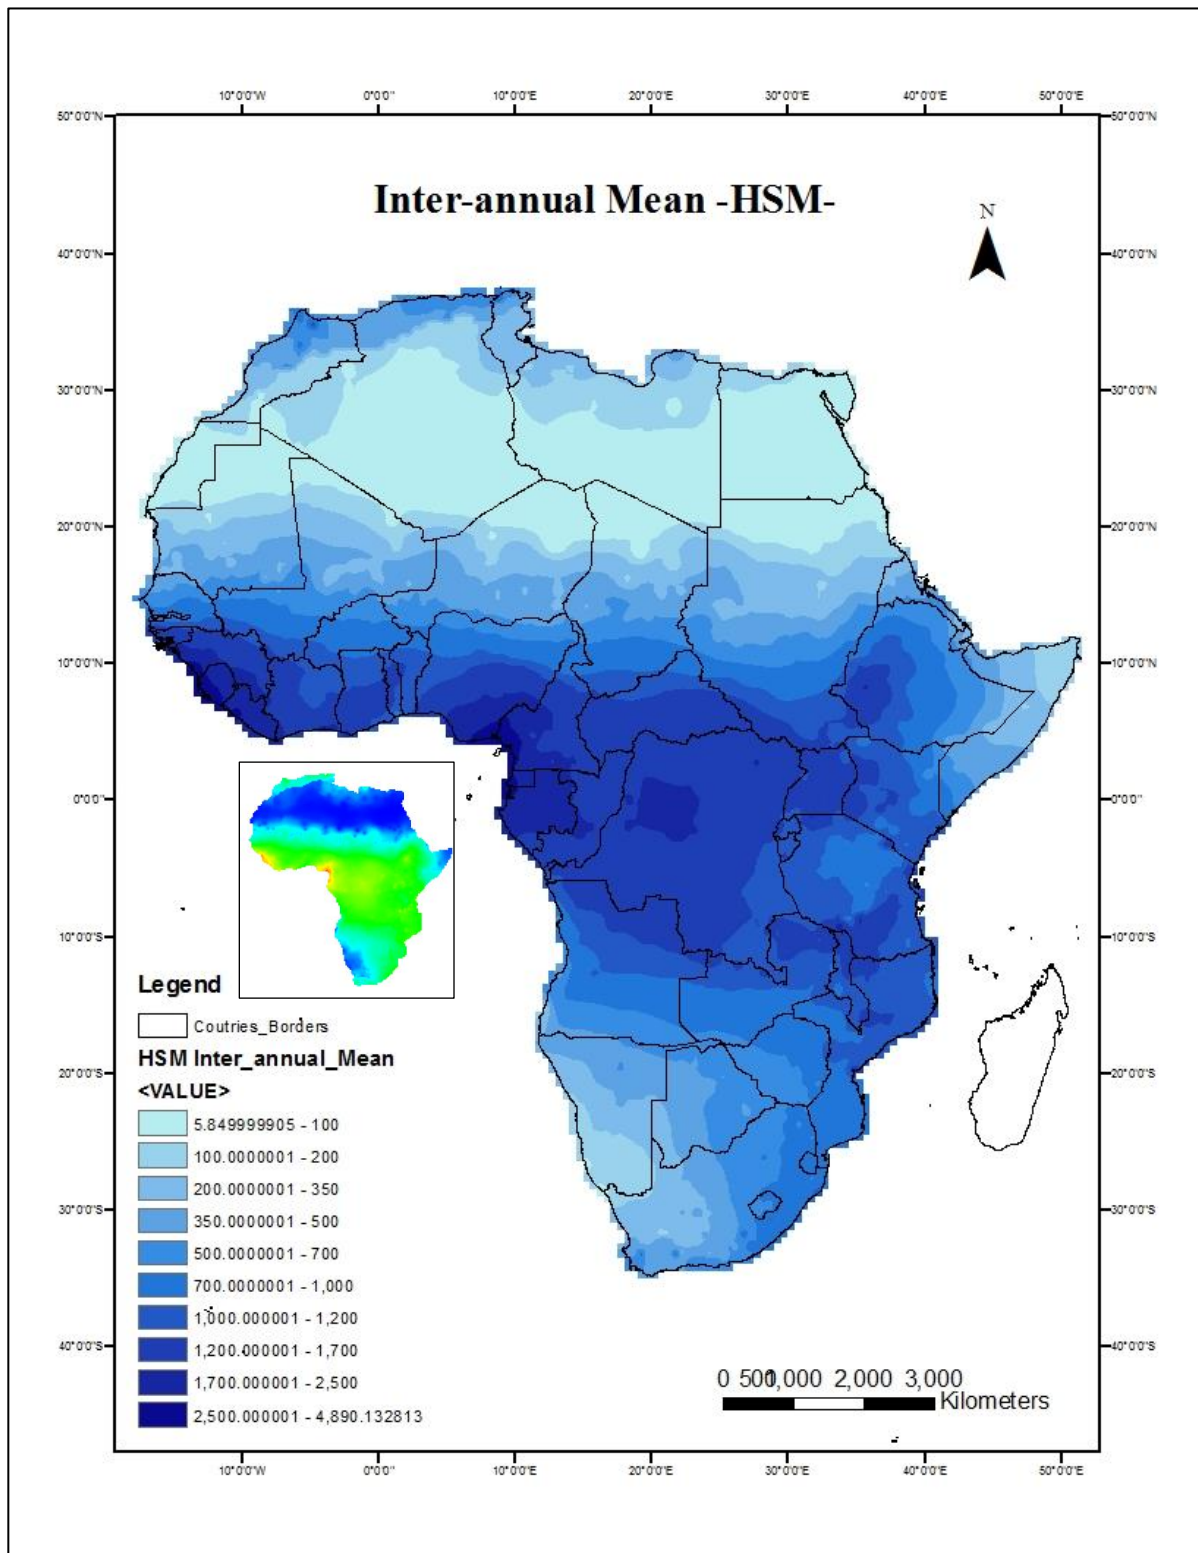 10°0'0"W 0°0'0" 10°0'0"E 20°0'0"E 30°0'0"E 40°0'0"E 50°0'0"E
50°0'0"N 50°0'0"N
Inter-annual Mean -HSM-
N
40°0'0"N 40°0'0"N
30°0'0"N 30°0'0"N
20°0'0"N 20°0'0"N
10°0'0"N 10°0'0"N
0°0'0" 0°0'0"
10°0'0"S 10°0'0"S
Legend
Coutries_Borders
HSM Inter_annual_Mean
20°0'0"S 20°0'0"S
<VALUE>
5.849999905 - 100
100.0000001 - 200
200.0000001 - 350
30°0'0"S 30°0'0"S
350.0000001 - 500
500.0000001 - 700
700.0000001 - 1,000
1,000.000001 - 1,200
40°0'0"S 40°0'0"S
1,200.000001 - 1,700
1,700.000001 - 2,500
2,500.000001 - 4,890.132813
0 500 1,000 2,000 3,000
Kilometers
10°0'0"W 0°0'0" 10°0'0"E 20°0'0"E 30°0'0"E 40°0'0"E 50°0'0"E